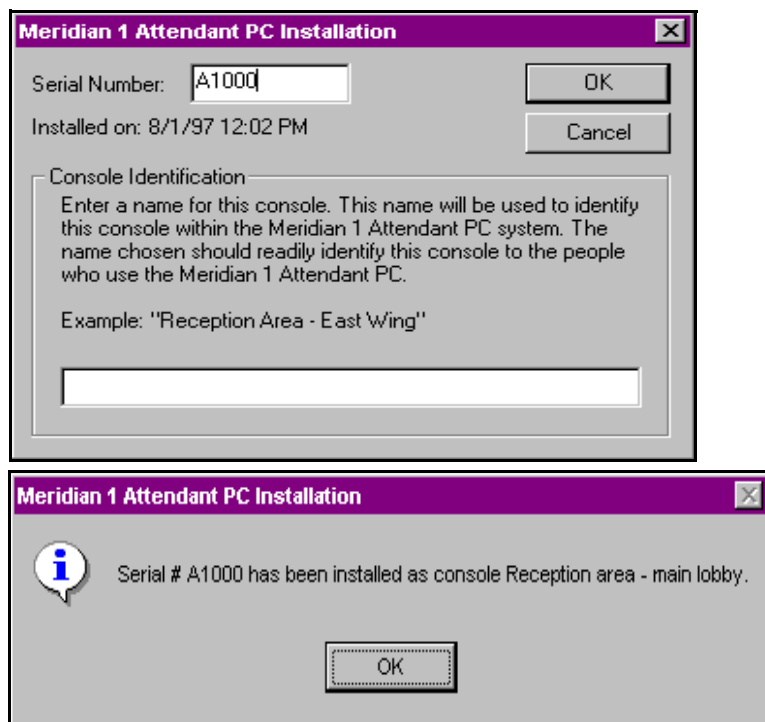 Meridian 1 Attendant PC Installation
Serial Number: A1000
OK
Installed on: 8/1/97 12:02 PM
Cancel
Console Identification
Enter a name for this console. This name will be used to identify
this console within the Meridian 1 Attendant PC system. The
name chosen should readily identify this console to the people
who use the Meridian 1 Attendant PC.
Example: "Reception Area - East Wing"
Meridian 1 Attendant PC Installation
Serial # A1000 has been installed as console Reception area - main lobby.
OK